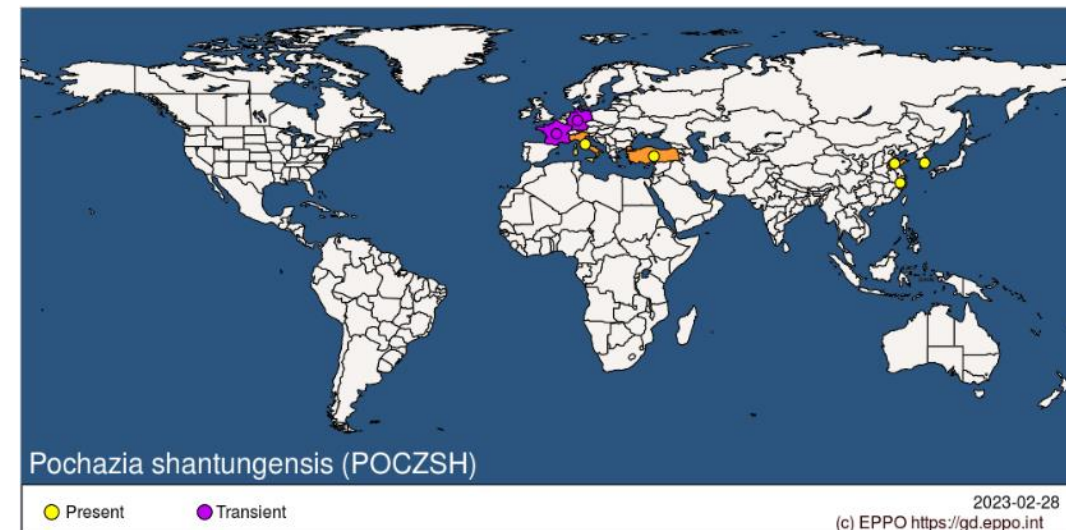 Pochazia shantungensis (POCZSH)
Present Transient
2023-02-28
(c) EPPO https://gd.eppo.int